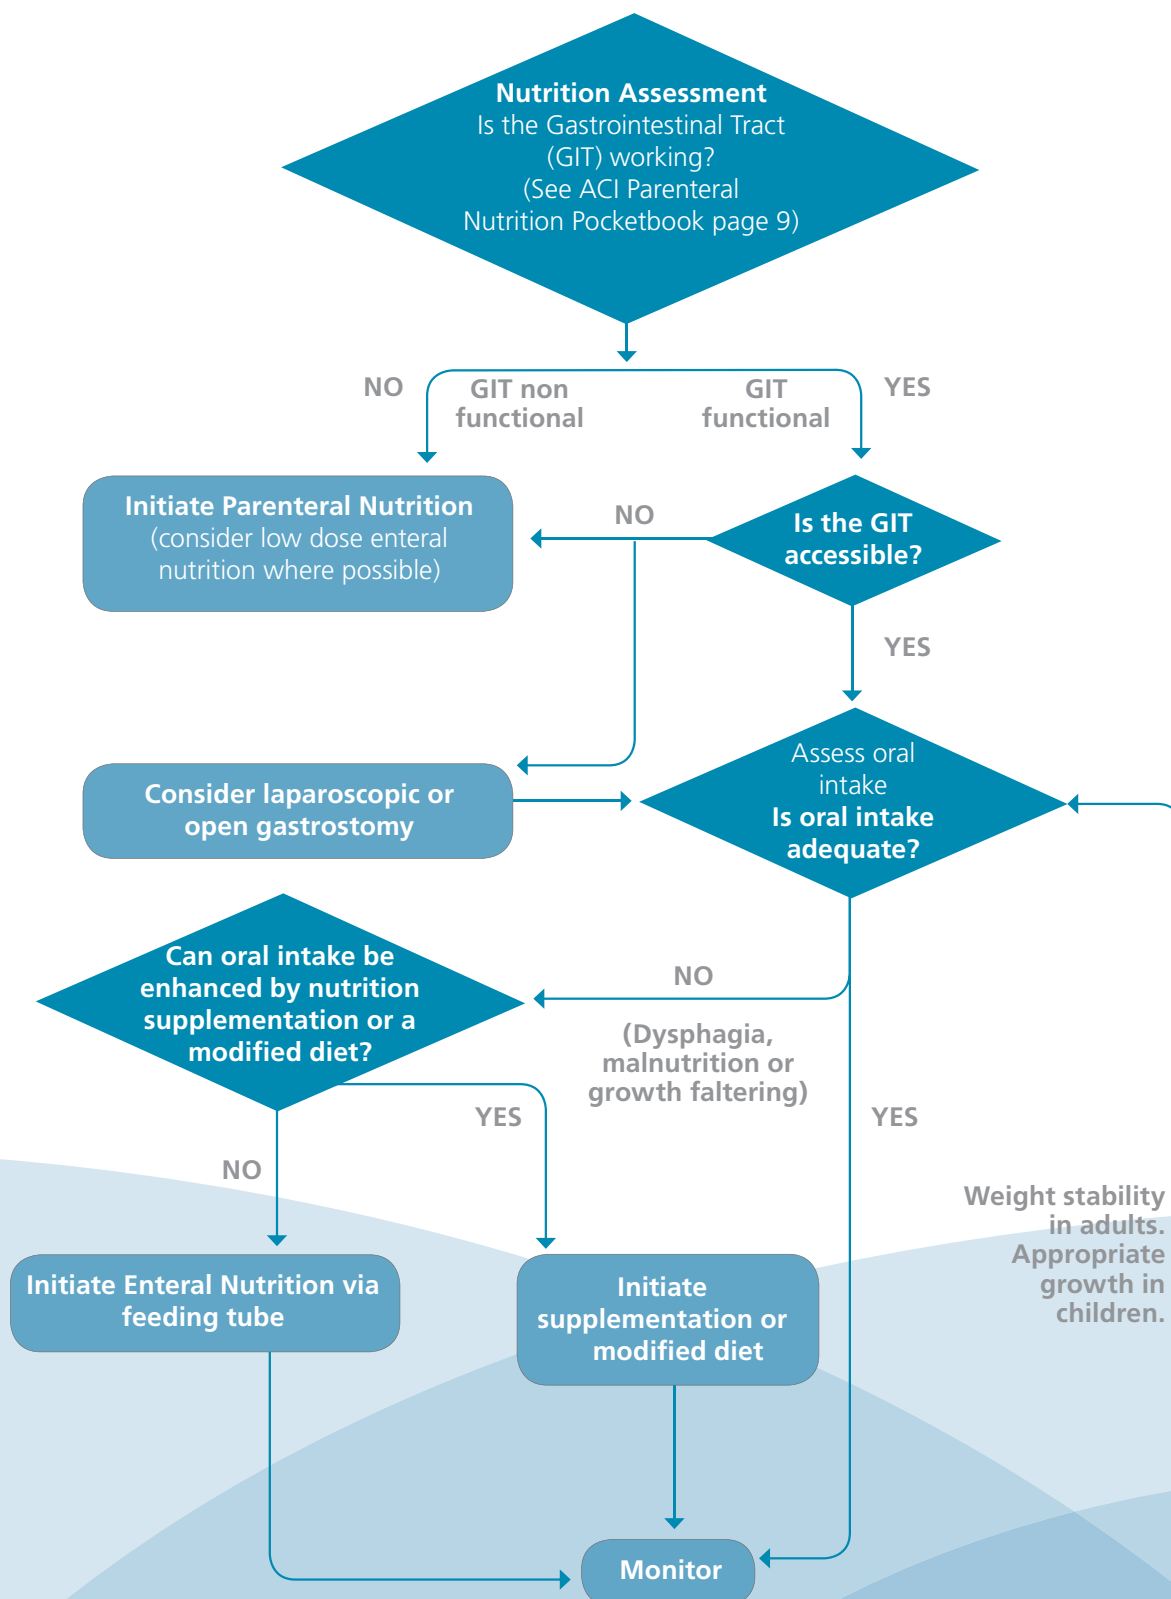 Nutrition Assessment
Is the Gastrointestinal Tract
(GIT) working?
(See ACI Parenteral
Nutrition Pocketbook page 9)
NO
GIT non
functional
GIT
functional
YES
Initiate Parenteral Nutrition
(consider low dose enteral
nutrition where possible)
NO
Is the GIT
accessible?
YES
Assess oral
intake
Is oral intake
adequate?
Consider laparoscopic or
open gastrostomy
Can oral intake be
enhanced by nutrition
supplementation or a
modified diet?
NO
(Dysphagia,
malnutrition or
growth faltering)
YES
YES
NO
Weight stability
in adults.
Appropriate
growth in
children.
Initiate Enteral Nutrition via
feeding tube
Initiate
supplementation or
modified diet
Monitor